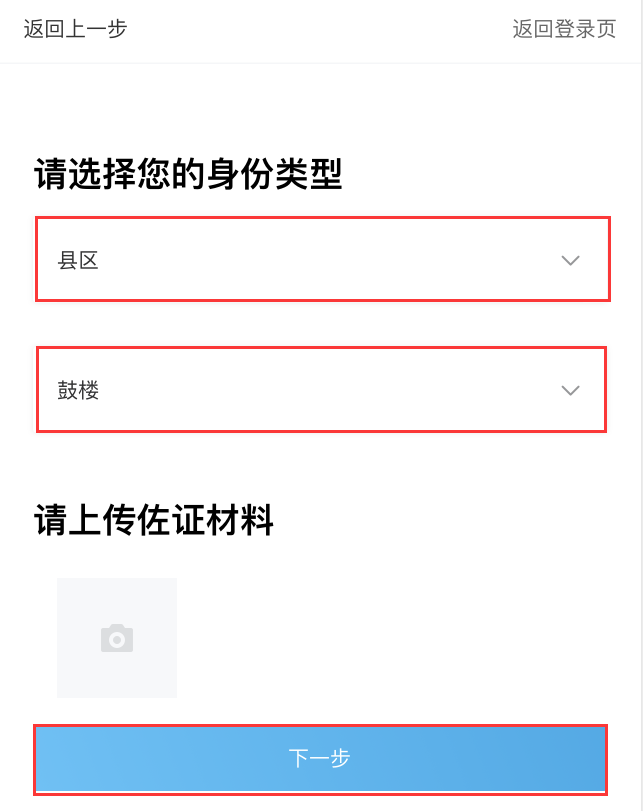 返回上一步
返回登录页
请选择您的身份类型
县区
鼓楼
请上传佐证材料
下一步